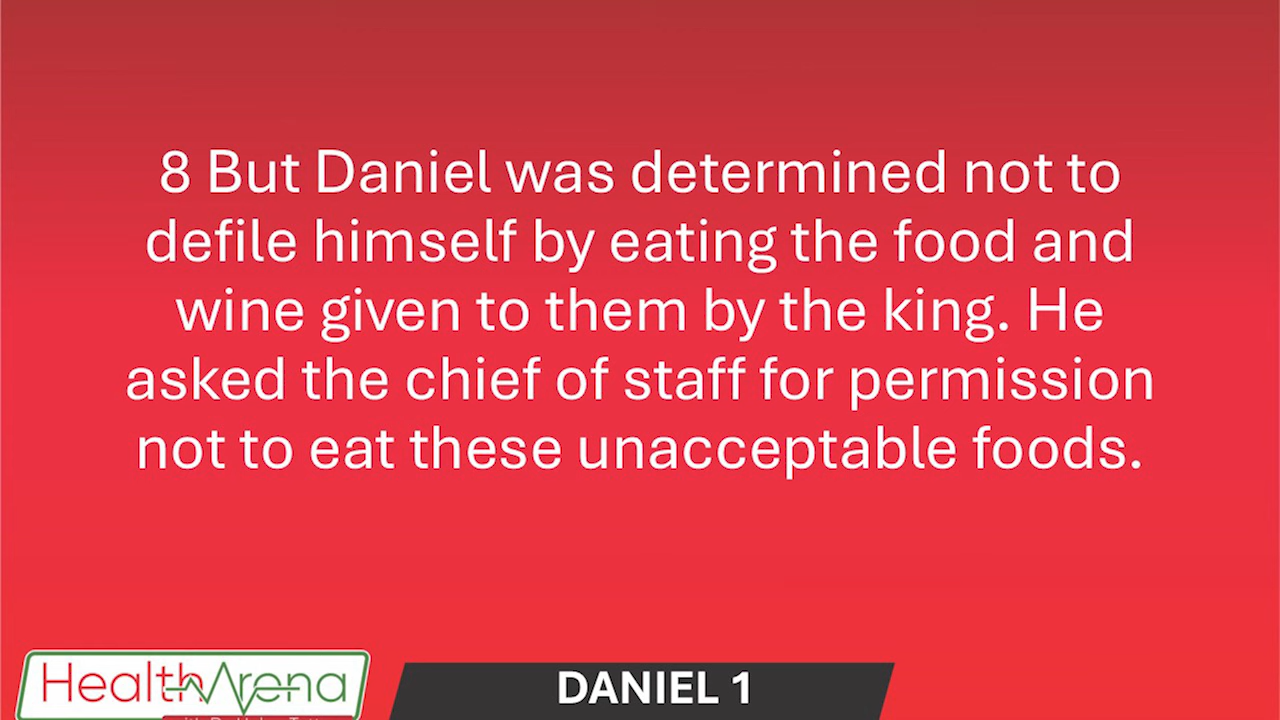 8 But Daniel was determined not to
defile himself by eating the food and
wine given to them by the king. He
asked the chief of staff for permission
not to eat these unacceptable foods.
HealthArena
DANIEL 1